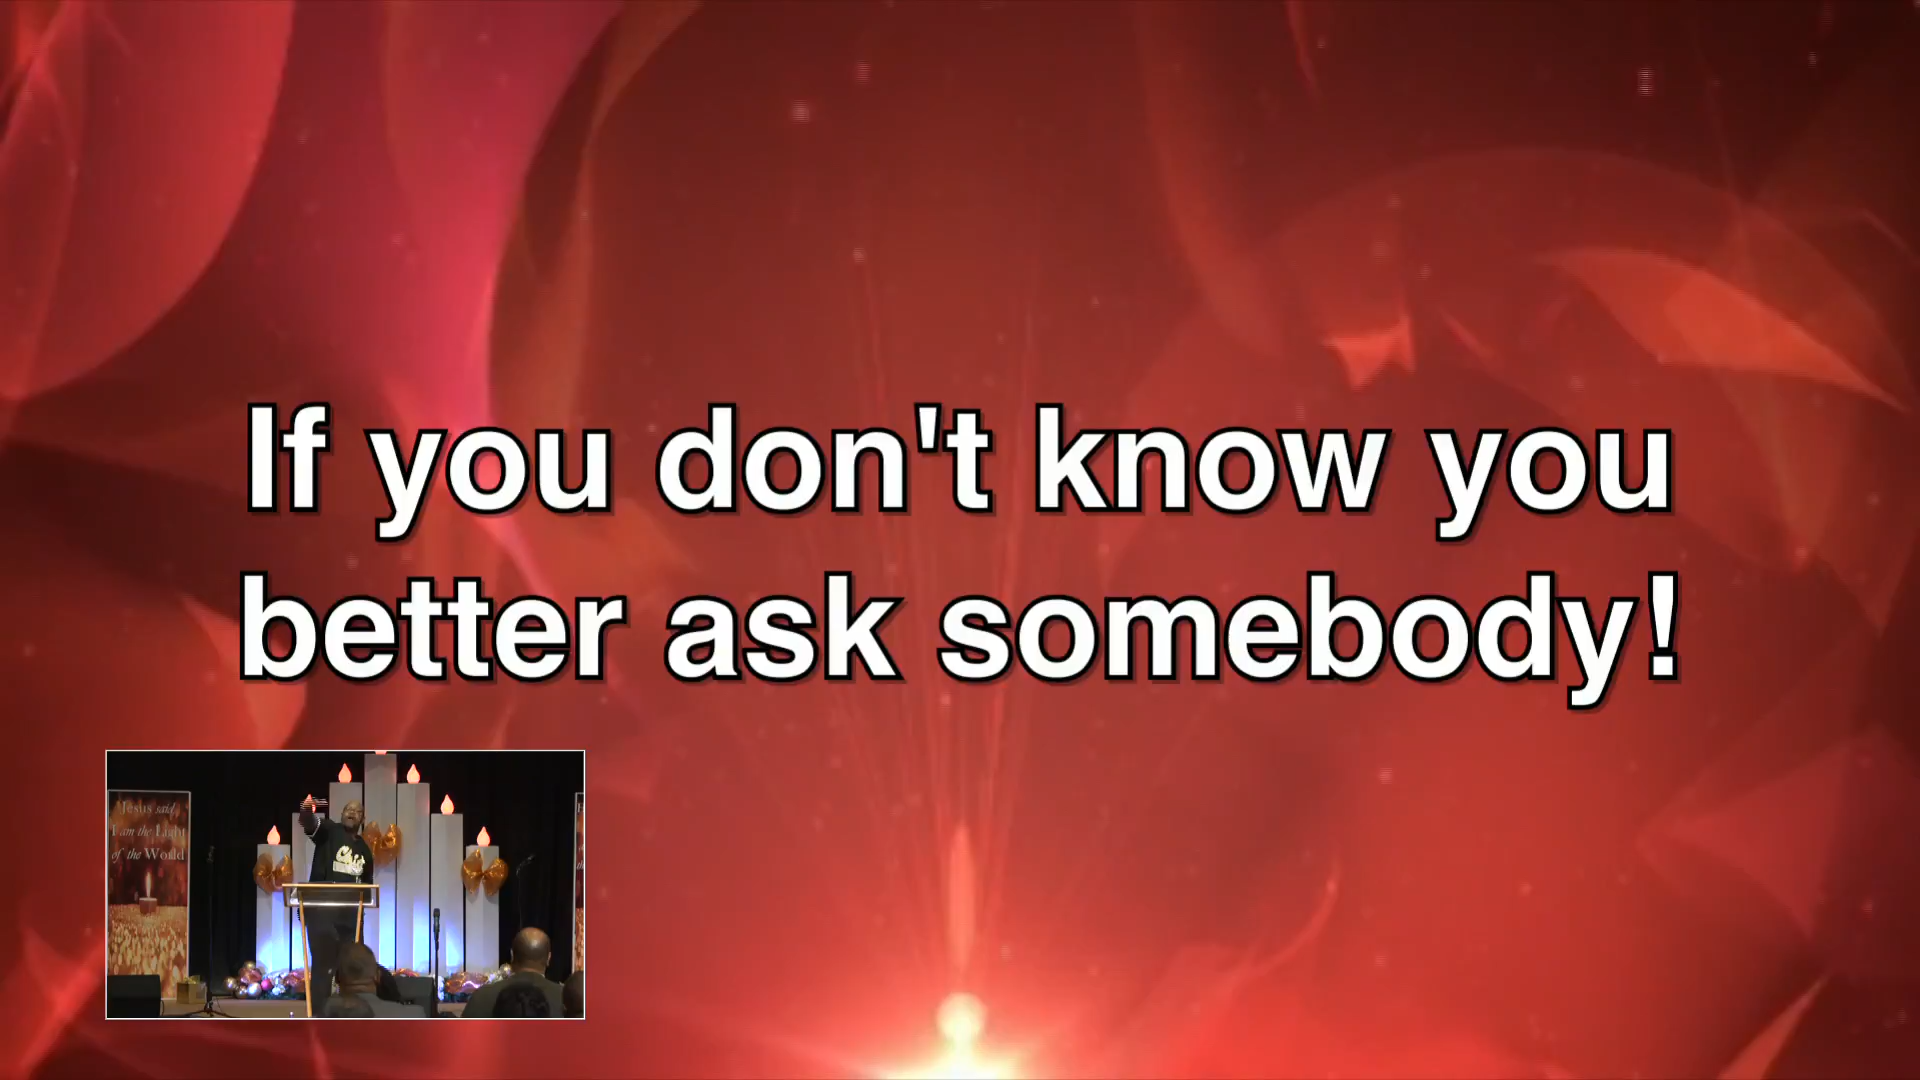 If you don't know you
better ask somebody!
Jesus said,
I am the Light
of the World